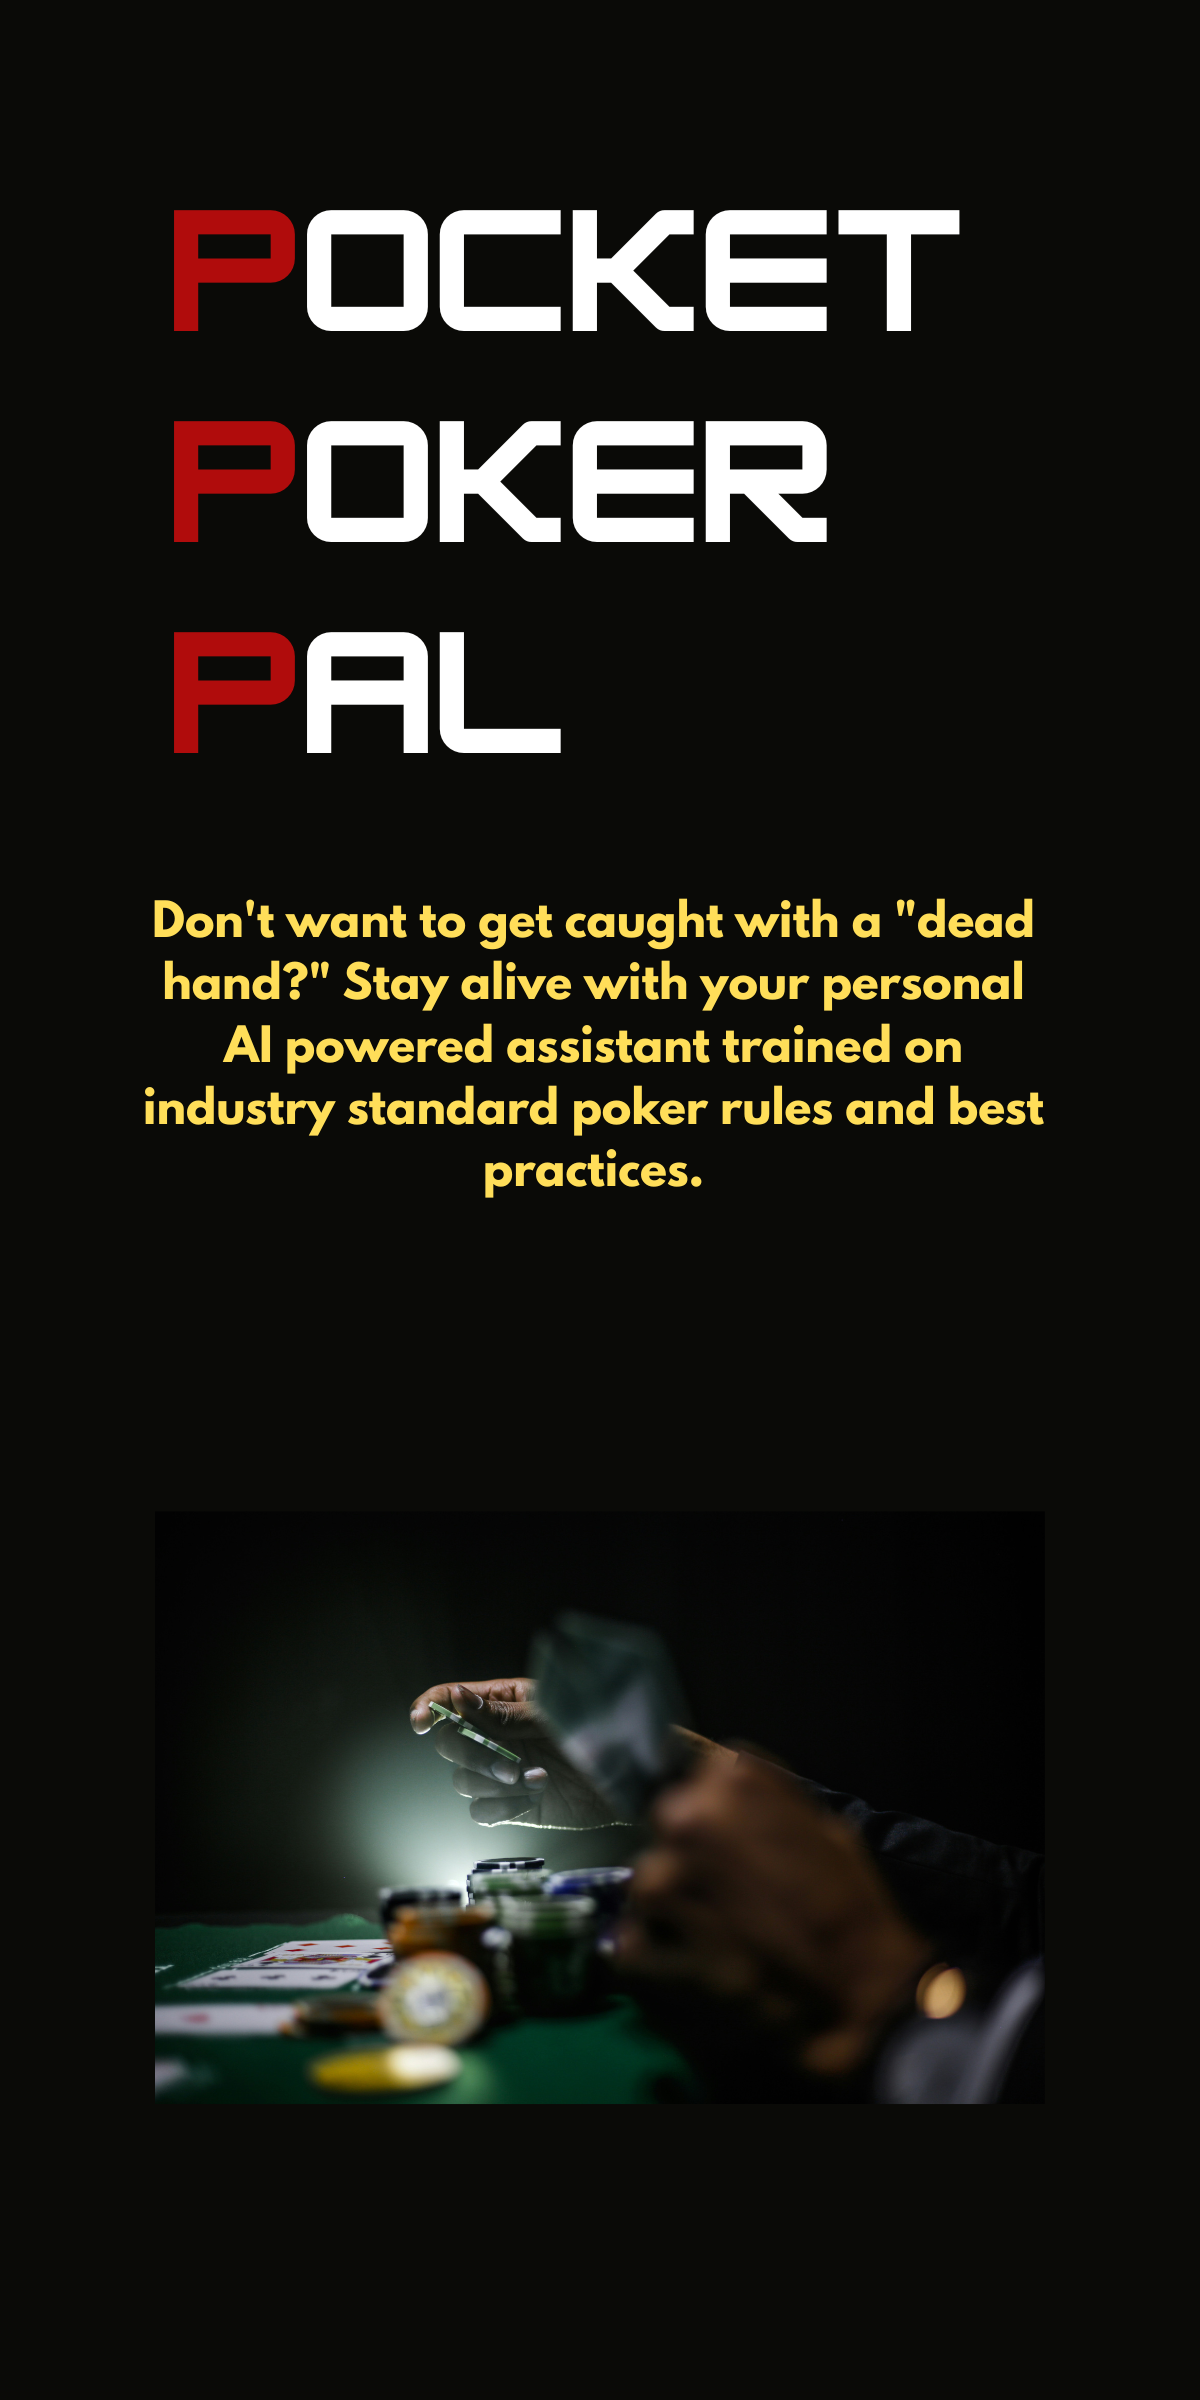 POCKET
POKER
PAL
Don't want to get caught with a "dead
hand?" Stay alive with your personal
AI powered assistant trained on
industry standard poker rules and best
practices.